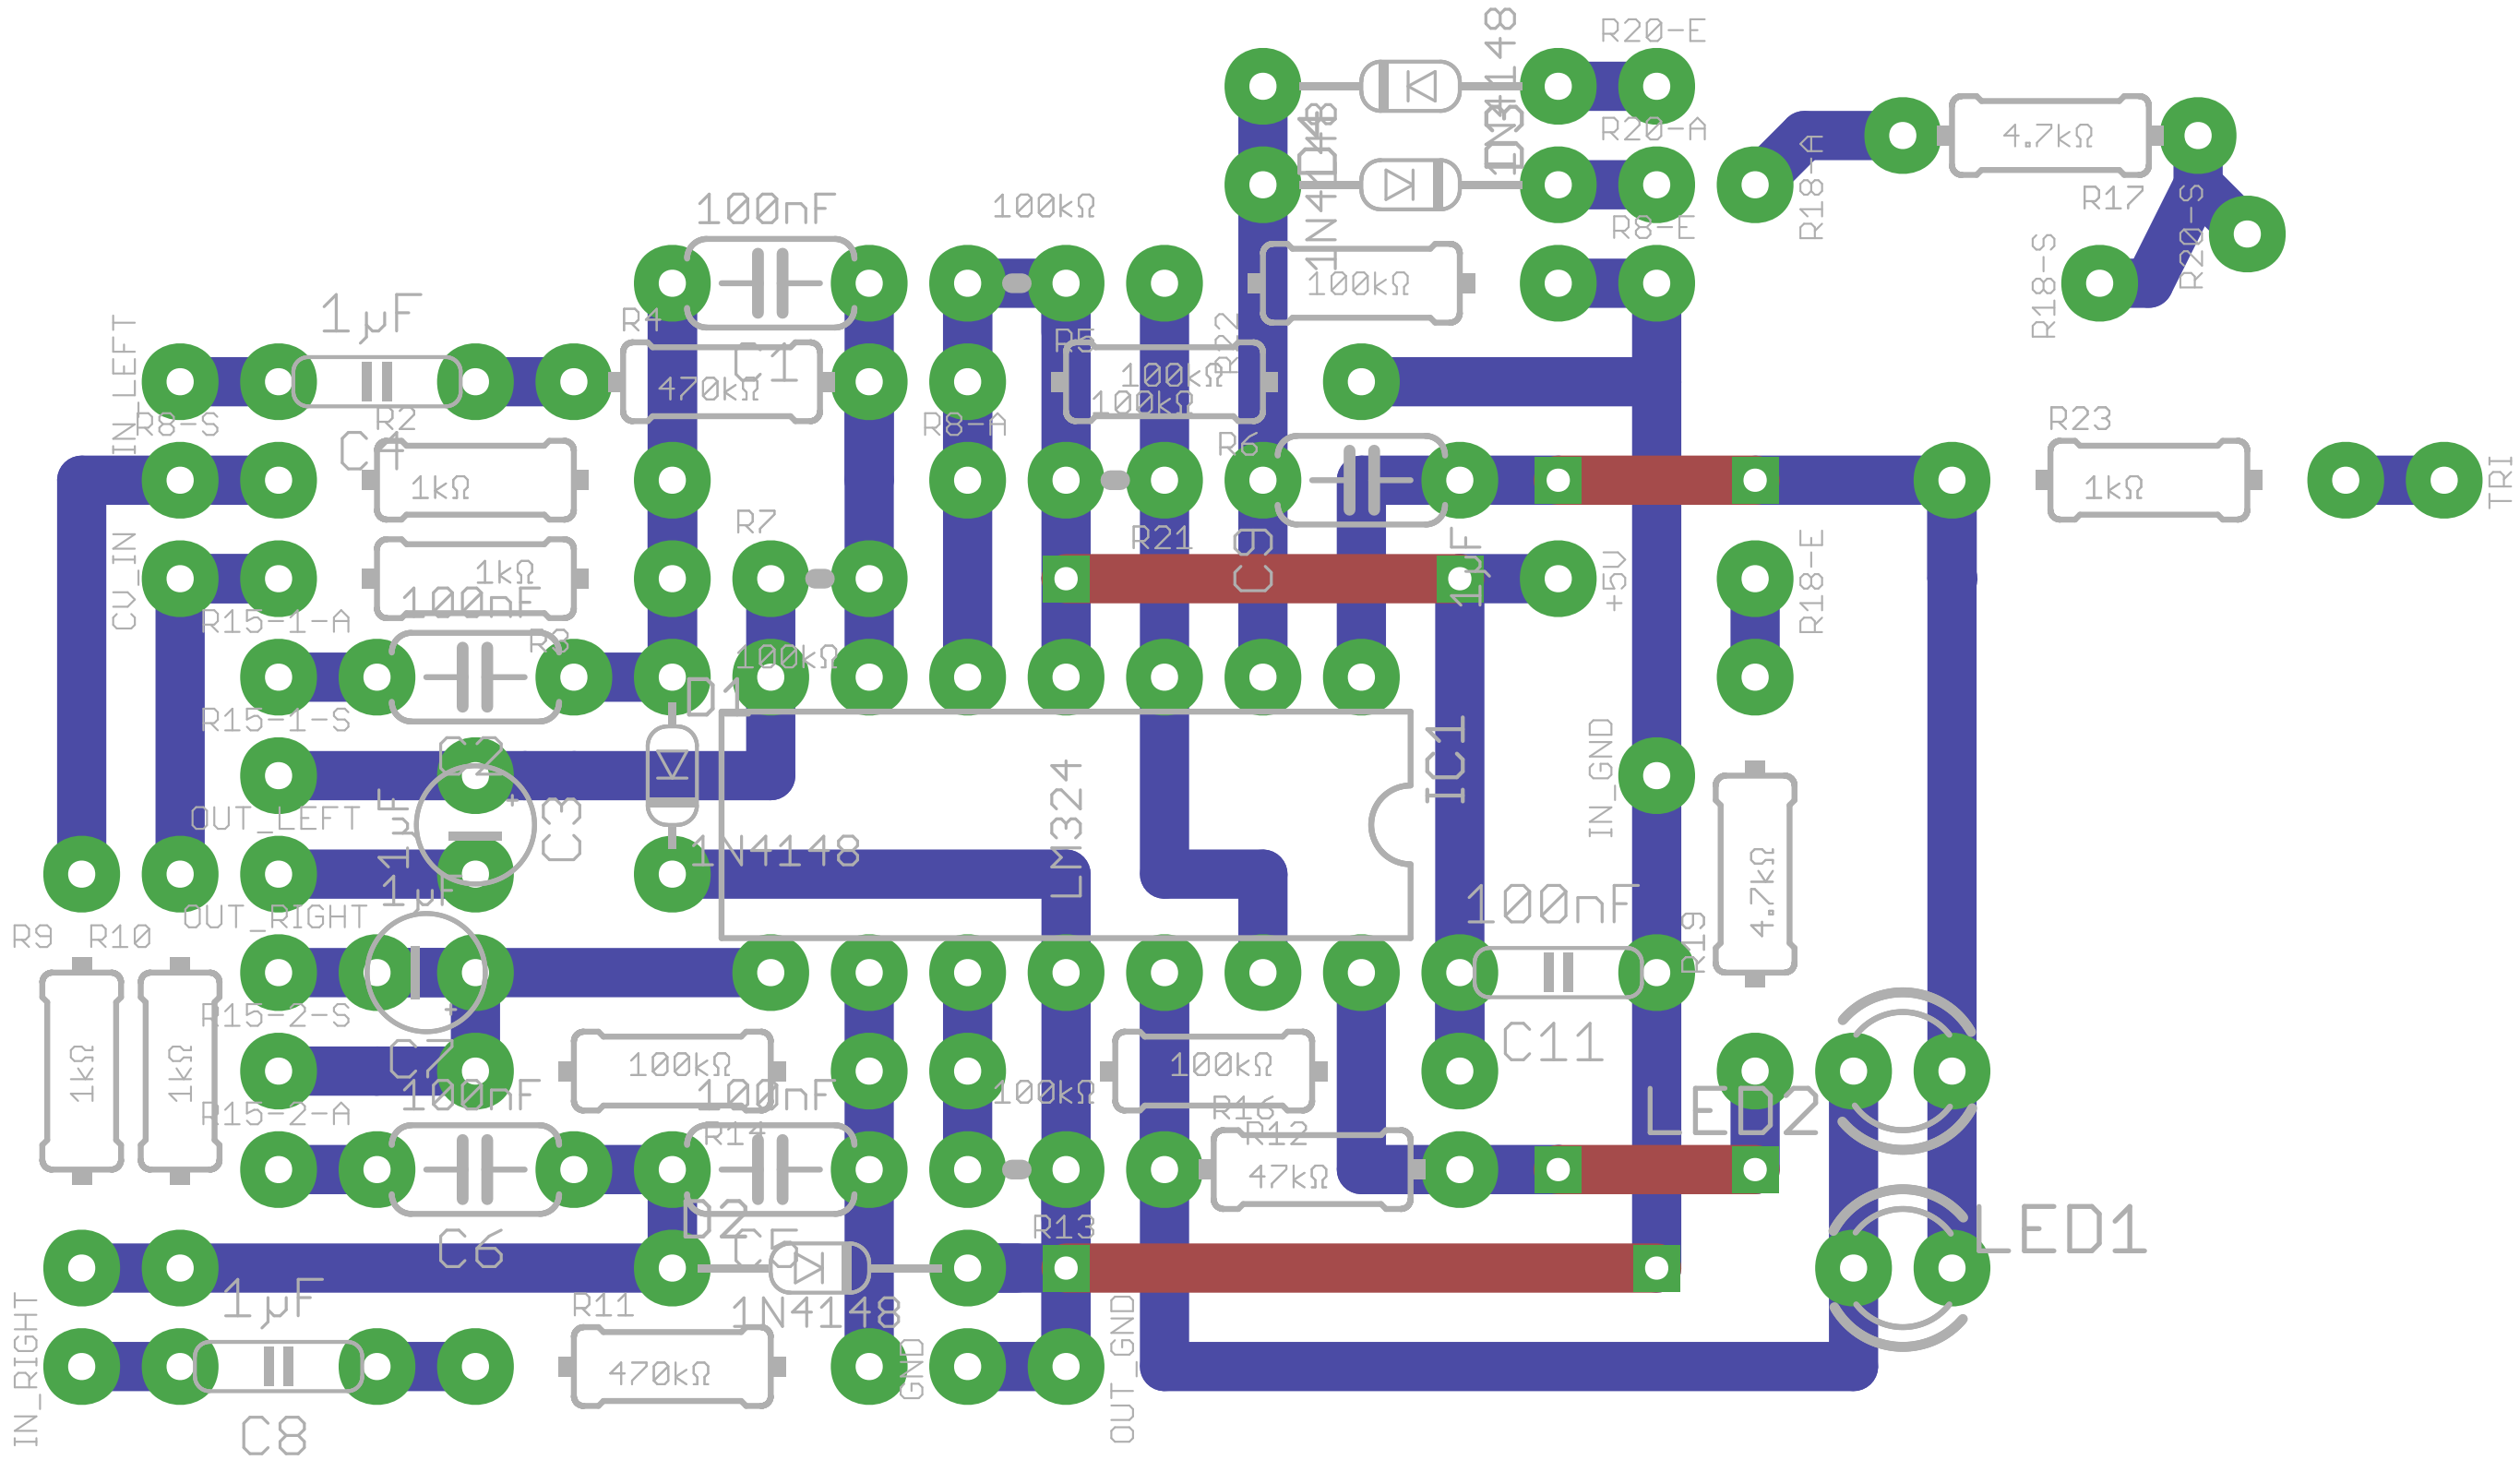 R20-E
1N4148
D3
R20-A
D4
1N4148
R18-A
4.7kΩ
R17
R20-S
R18-S
R8-E
100nF
100kΩ
100kΩ
1µF
R4
C1
R5
R22
IN_LEFT
470kΩ
100kΩ
100kΩ
R8-S
R2
C4
R8-A
R6
R23
1kΩ
1kΩ
TRI
R7
R21
C9
1µF
+5V
R18-E
CV_IN
1kΩ
100nF
R15-1-A
R3
100kΩ
D1
R15-1-S
C2
IC1
IN_GND
LM324
OUT_LEFT
1µF
C3
1N4148
4.7kΩ
R19
100nF
1µF
OUT_RIGHT
R9
R10
R15-2-S
C7
C11
1kΩ
1kΩ
100kΩ
100kΩ
100nF
100nF
100kΩ
R15-2-A
R14
R16
R12
LED2
47kΩ
D2
C5
C6
R13
LED1
1µF
R11
1N4148
IN_RIGHT
470kΩ
GND
OUT_GND
C8